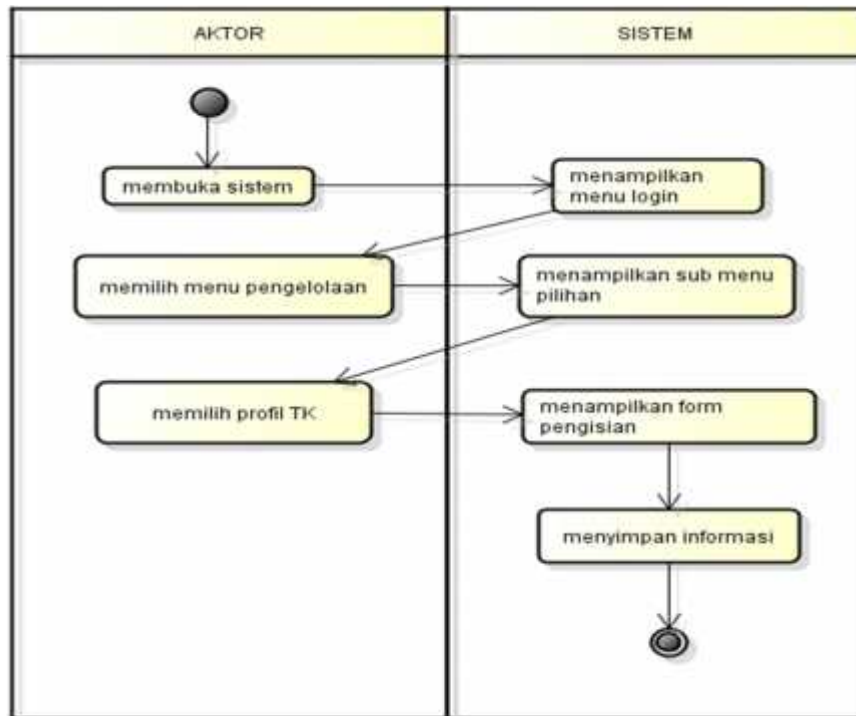 AKTOR
SISTEM
membuka sistem
menampilkan
menu login
memilih menu pengelolaan
menampilkan sub menu
pilihan
memilih profil TK
menampilkan form
pengisian
menyimpan informasi